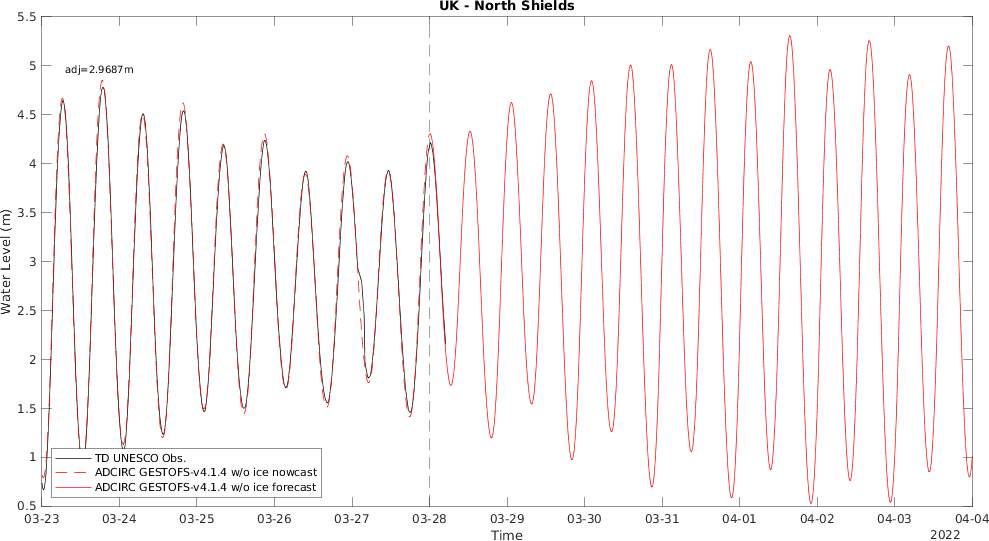 UK - North Shields
adj=2.9687m
Water Level (m)
5.5
5
4.5
4
3.5
3
2.5
2
1.5
1
0.5
TD UNESCO Obs.
ADCIRC GESTOFS-v4.1.4 w/o ice nowcast
ADCIRC GESTOFS-v4.1.4 w/o ice forecast
03-23 03-24 03-25 03-26 03-27 03-28 03-29 03-30 03-31 04-01 04-02 04-03 04-04
Time
2022